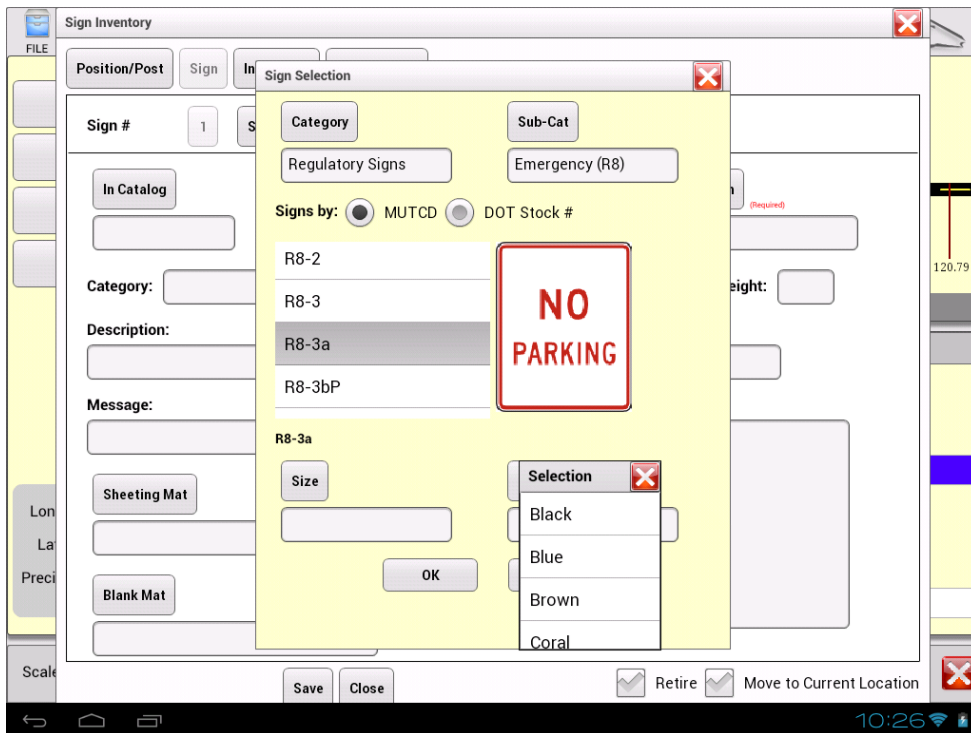 Sign Inventory
FILE
Position/Post
Sign
In
Sign Selection
Sign #
1
S
Category
Sub-Cat
Regulatory Signs
Emergency (R8)
In Catalog
n
(Required)
Signs by:
MUTCD
DOT Stock #
R8-2
R8-3
R8-3a
R8-3bP
NO
PARKING
120.79
Category:
eight:
Description:
Message:
R8-3a
Size
Selection
Black
Blue
Brown
Coral
Sheeting Mat
Lon
La
Preci
OK
Blank Mat
Scale
Save
Close
Retire
Move to Current Location
10:26